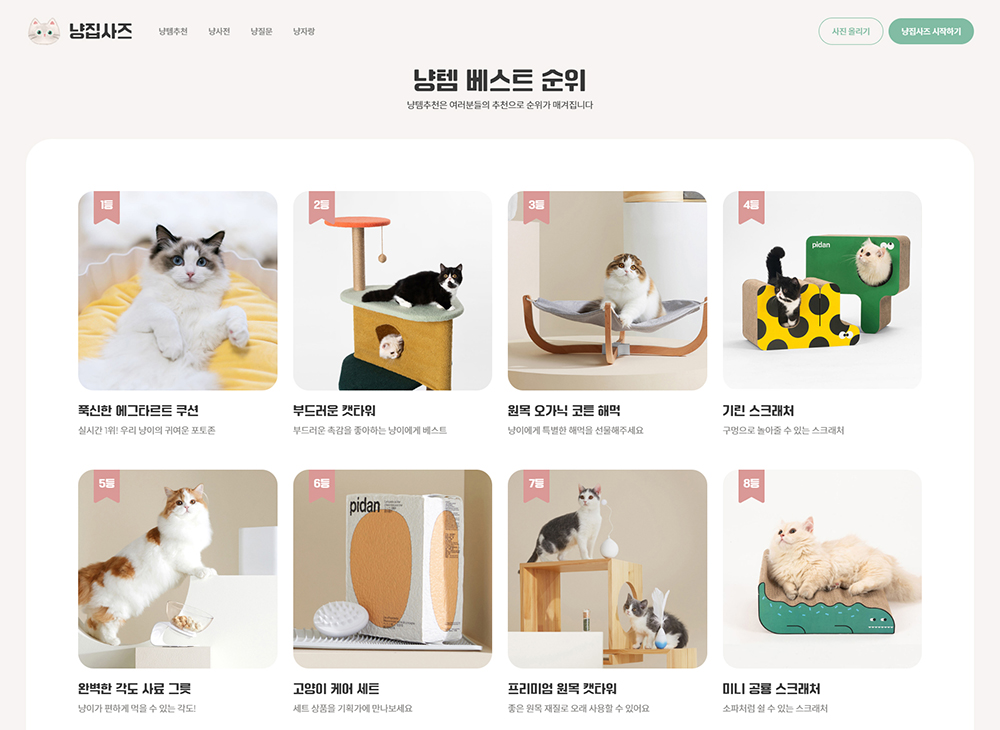 냥집사즈 냥템추천 냥사전 냥질문 냥자랑 사진 올리기 냥집사즈 시작하기
냥템 베스트 순위
냥템추천은 여러분들의 추천으로 순위가 매겨집니다
1등 2등 3등 4등
pidan
푹신한 에그타르트 쿠션 부드러운 캣타워 원목 오가닉 코튼 해먹 기린 스크래처
실시간 1위! 우리 냥이의 귀여운 포토존 부드러운 촉감을 좋아하는 냥이에게 베스트 냥이에게 특별한 해먹을 선물해주세요 구멍으로 놀아줄 수 있는 스크래처
5등 6등 7등 8등
pidan
완벽한 각도 사료 그릇 고양이 케어 세트 프리미엄 원목 캣타워 미니 공룡 스크래처
냥이가 편하게 먹을 수 있는 각도! 세트 상품을 기획가에 만나보세요 좋은 원목 재질로 오래 사용할 수 있어요 소파처럼 쉴 수 있는 스크래처